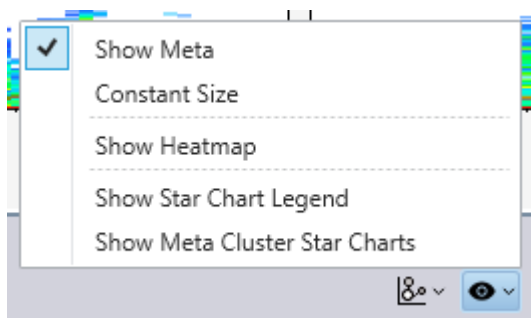 Show Meta
Constant Size
Show Heatmap
Show Star Chart Legend
Show Meta Cluster Star Charts